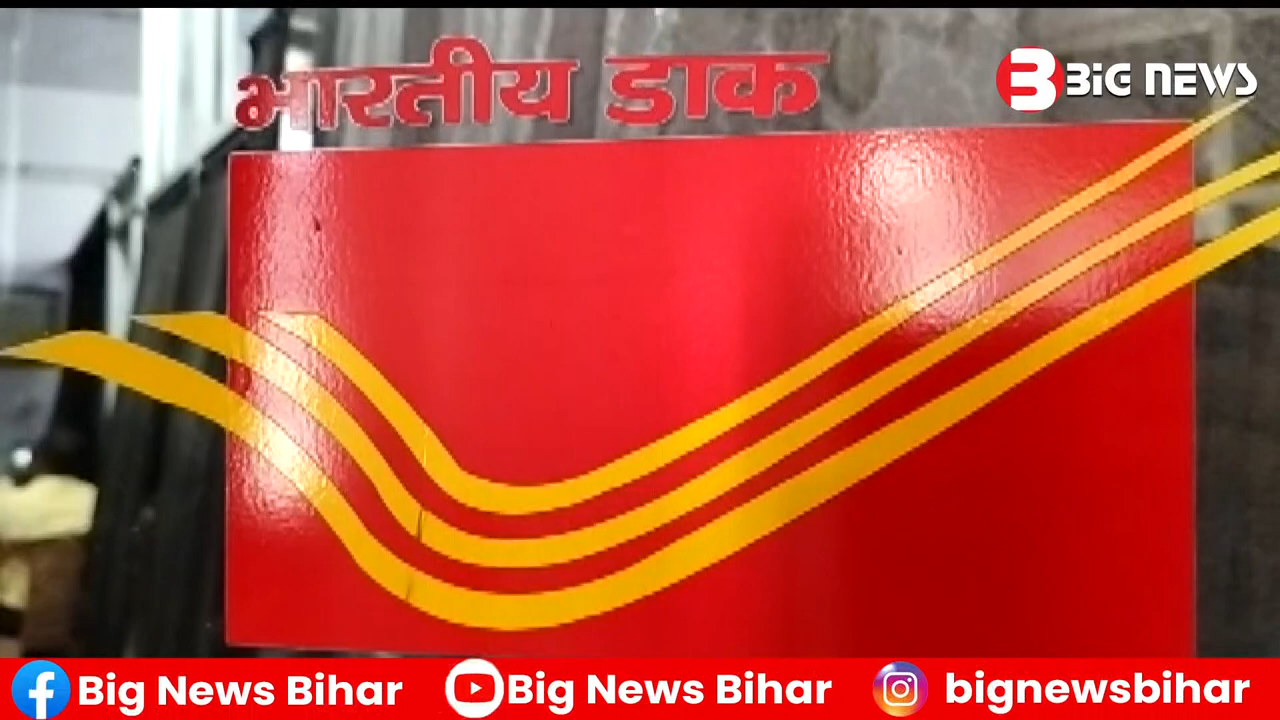 भारतीय डाक
BiG NEWS
Big News Bihar
Big News Bihar
bignewsbihar